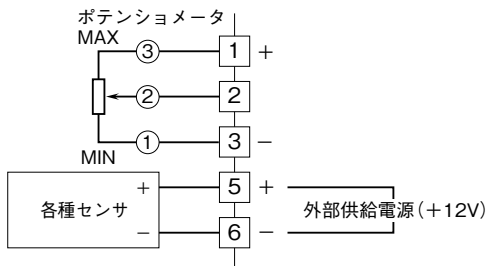 ポテンショメータ
MAX
③ 1 +
② 2
① 3 −
MIN
+ 5 +
各種センサ 外部供給電源(+12V)
− 6 −